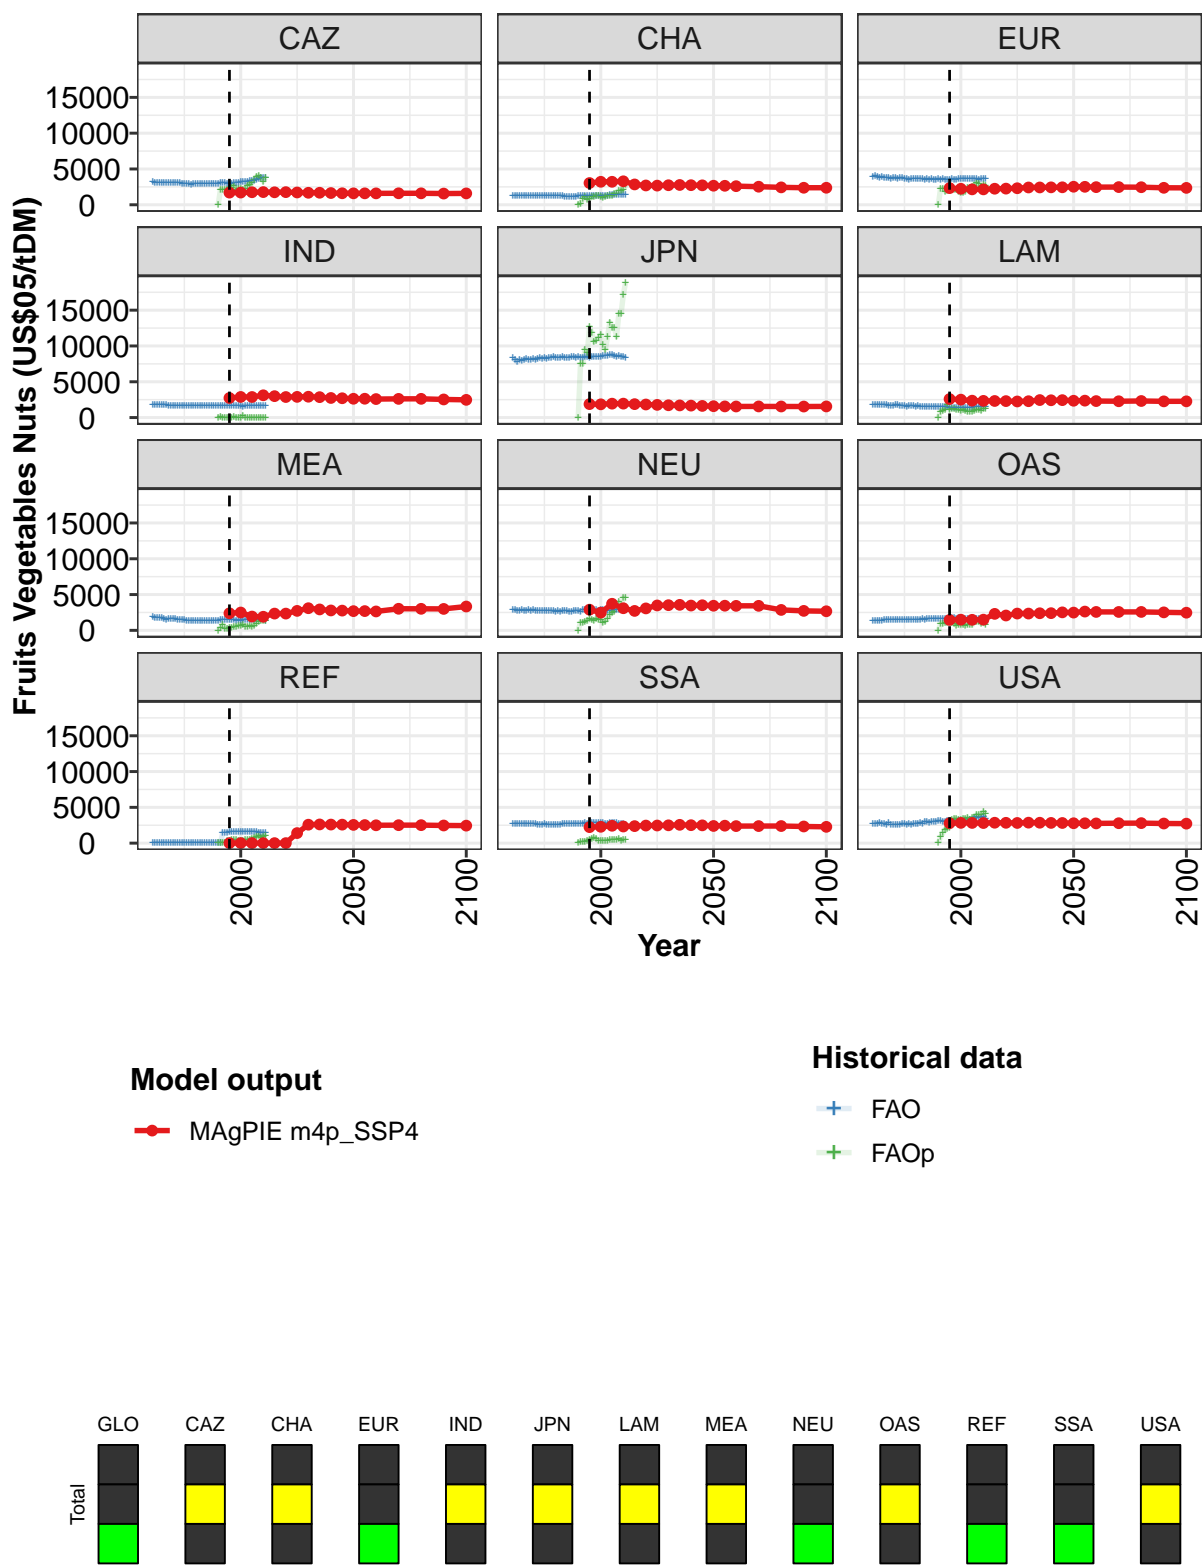 CAZ CHA EUR
15000
10000
5000
0
IND JPN LAM
15000
10000
5000
0
MEA NEU OAS
15000
10000
5000
0
REF SSA USA
15000
10000
5000
0
2000 2050 2100 2000 2050 2100 2000 2050 2100
Year
Fruits Vegetables Nuts (US$05/tDM)
Model output
MAgPIE m4p_SSP4
Historical data
FAO
FAOp
GLO CAZ CHA EUR IND JPN LAM MEA NEU OAS REF SSA USA
Total